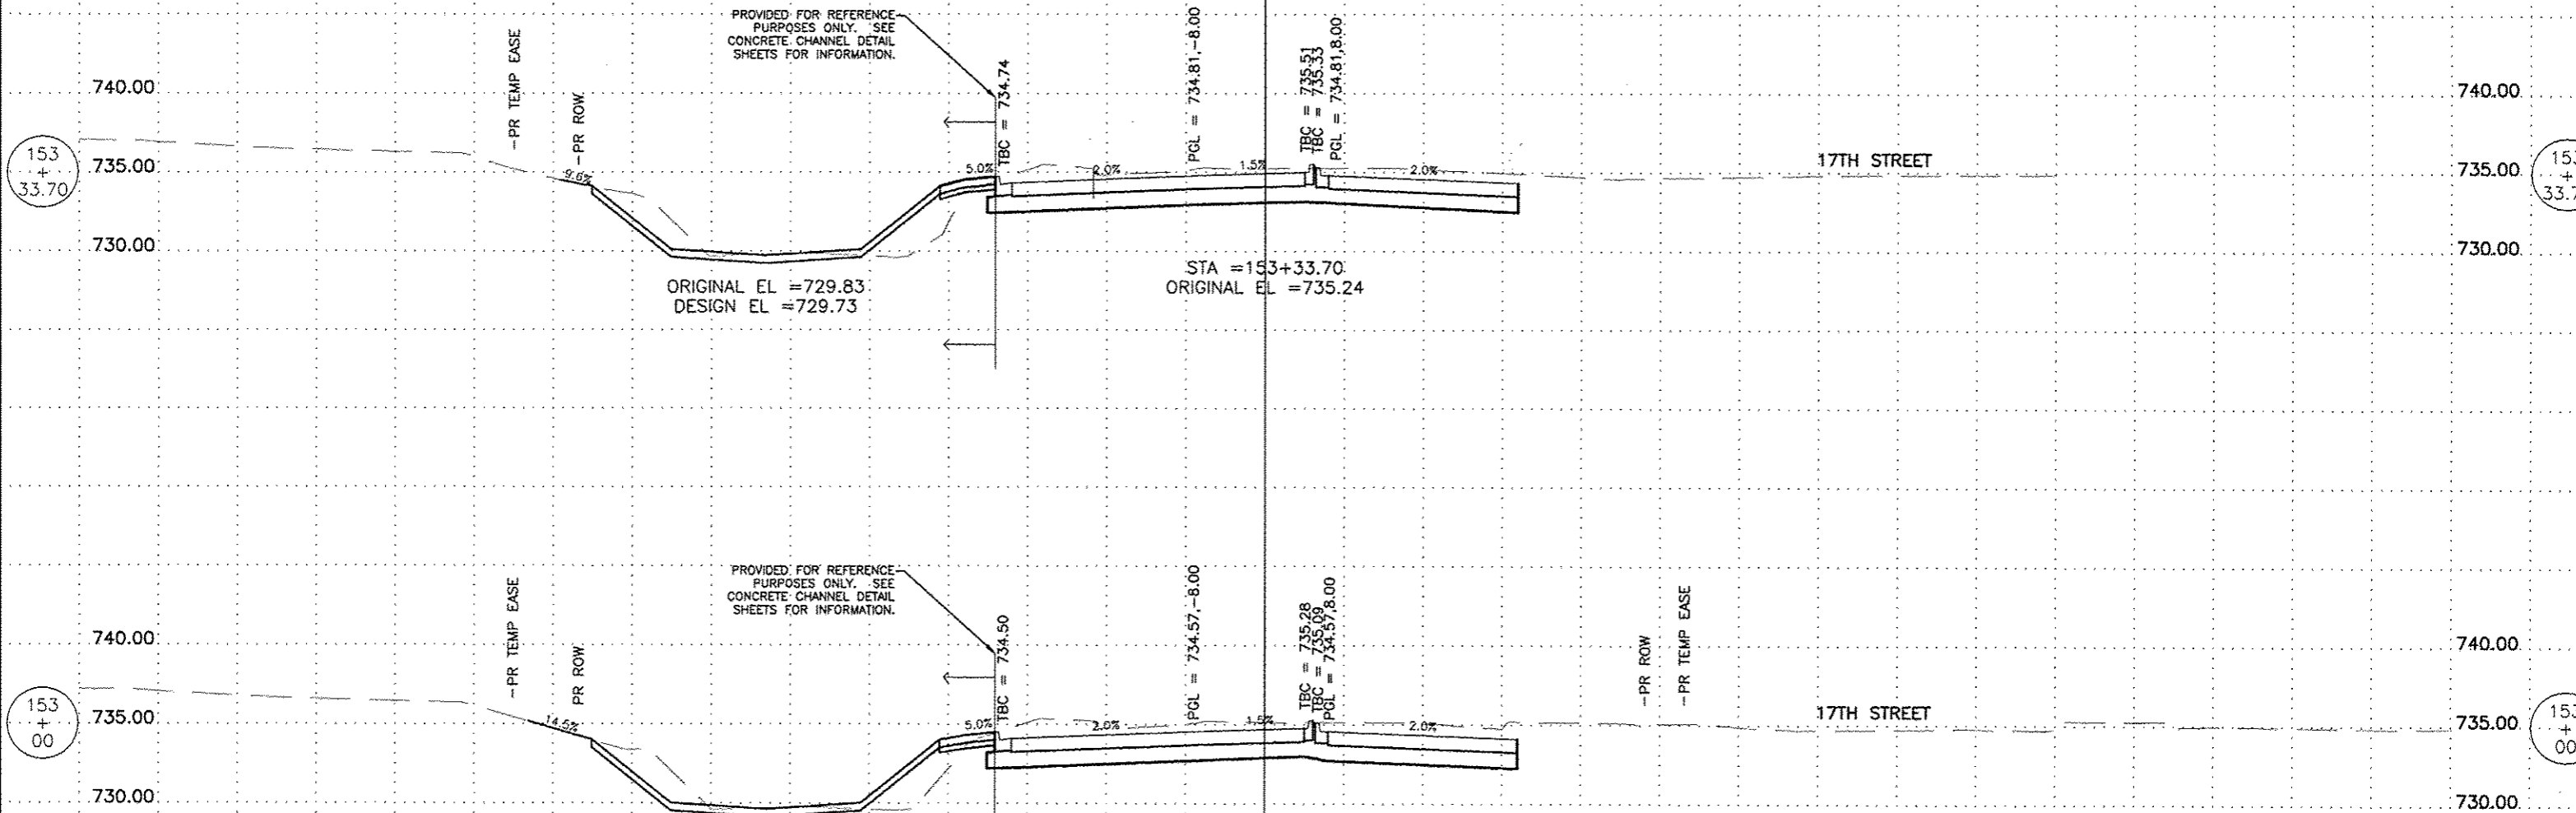 PROVIDED FOR REFERENCE
PURPOSES ONLY. SEE
CONCRETE CHANNEL DETAIL
SHEETS FOR INFORMATION.
-PR TEMP EASE
-PR ROW
TBC = 734.74
PGL = 734.81,-8.00
TBC = 735.51
TBC = 735.33
PGL = 734.81,8.00
740.00
740.00
153
+
33.70
735.00
9.6%
5.0%
2.0%
1.5%
2.0%
17TH STREET
735.00
153
+
33.7
730.00
730.00
ORIGINAL EL =729.83
DESIGN EL =729.73
STA =153+33.70
ORIGINAL EL =735.24
PROVIDED FOR REFERENCE
PURPOSES ONLY. SEE
CONCRETE CHANNEL DETAIL
SHEETS FOR INFORMATION.
-PR TEMP EASE
PR ROW
TBC = 734.50
PGL = 734.57,-8.00
TBC = 735.28
TBC = 735.09
PGL = 734.57,8.00
-PR ROW
-PR TEMP EASE
740.00
740.00
153
+
00
735.00
14.5%
5.0%
2.0%
1.5%
2.0%
17TH STREET
735.00
153
+
00
730.00
730.00